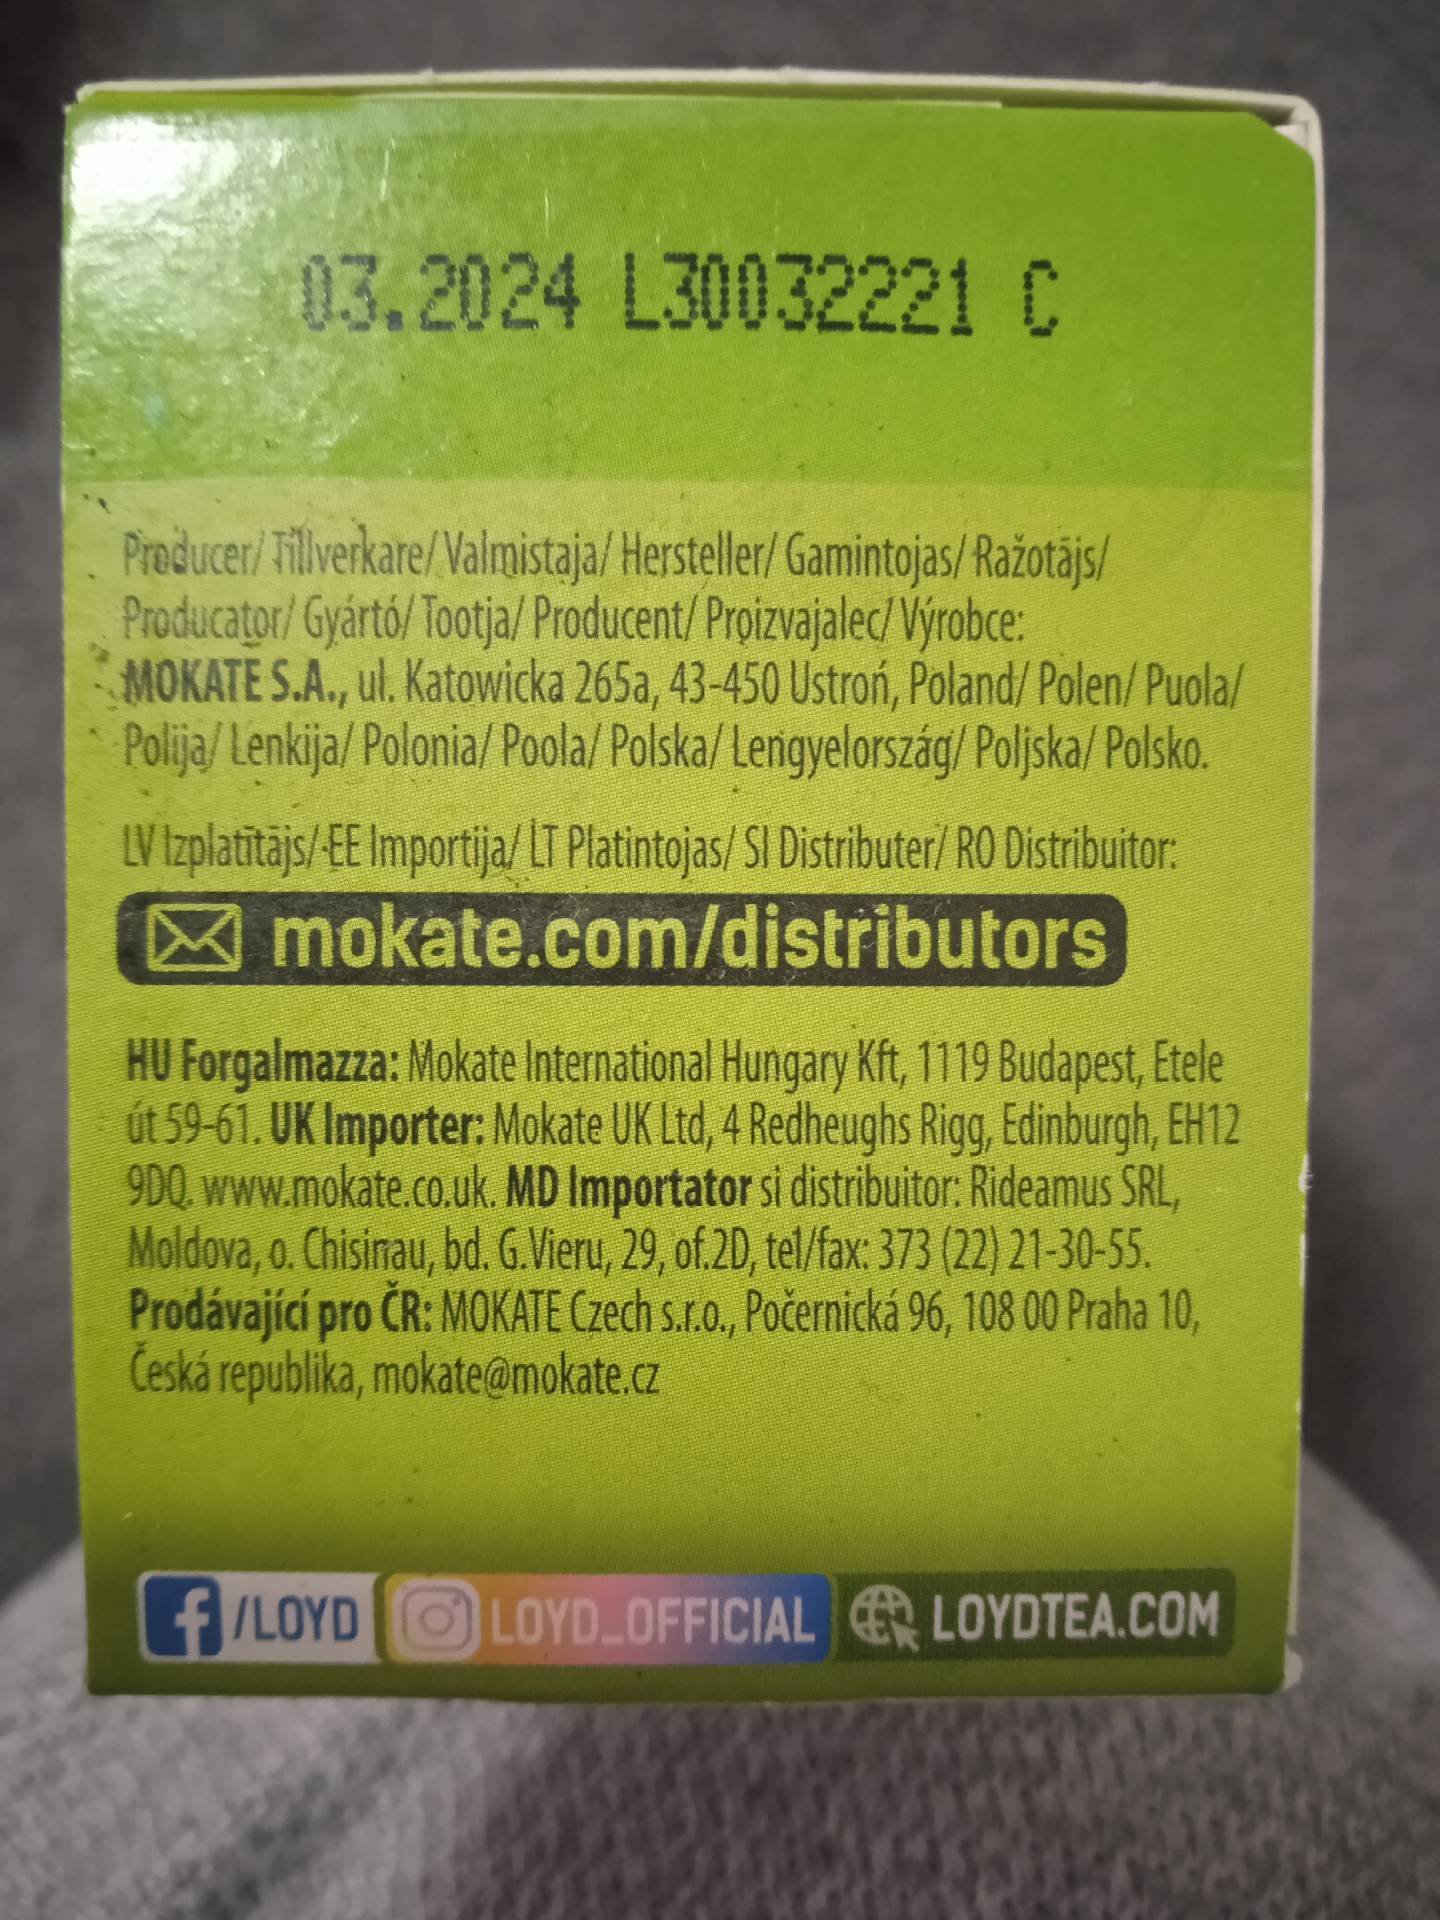 03.2024 L30032221 C
Producer/ Tillverkare/ Valmistaja/ Hersteller/ Gamintojas/ Ražotājs/
Producator/ Gyártó/ Tootja/ Producent/ Proizvajalec/ Výrobce:
MOKATE S.A., ul. Katowicka 265a, 43-450 Ustroń, Poland/ Polen/ Puola/
Polija/ Lenkija/ Polonia/ Poola/ Polska/ Lengyelország/ Poljska/ Polsko.
LV Izplatītājs/ EE Importija/ LT Platintojas/ SI Distributer/ RO Distribuitor:
mokate.com/distributors
HU Forgalmazza: Mokate International Hungary Kft, 1119 Budapest, Etele
út 59-61. UK Importer: Mokate UK Ltd, 4 Redheughs Rigg, Edinburgh, EH12
9DQ. www.mokate.co.uk. MD Importator si distribuitor: Rideamus SRL,
Moldova, o. Chisinau, bd. G.Vieru, 29, of.2D, tel/fax: 373 (22) 21-30-55.
Prodávající pro ČR: MOKATE Czech s.r.o., Počernická 96, 108 00 Praha 10,
Česká republika, mokate@mokate.cz
/LOYD LOYD_OFFICIAL LOYDTEA.COM